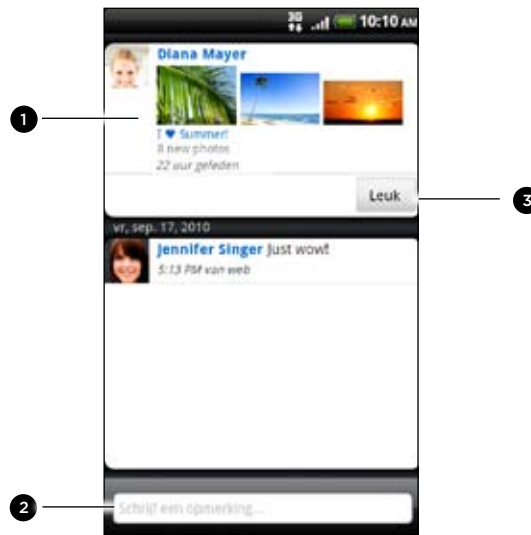 3G 10:10 AM
Diana Mayer
I ♥ Summer!
8 new photos
22 uur geleden
1
Leuk
3
vr, sep. 17, 2010
Jennifer Singer Just wow!
5:13 PM van web
2
Schrijf een opmerking...